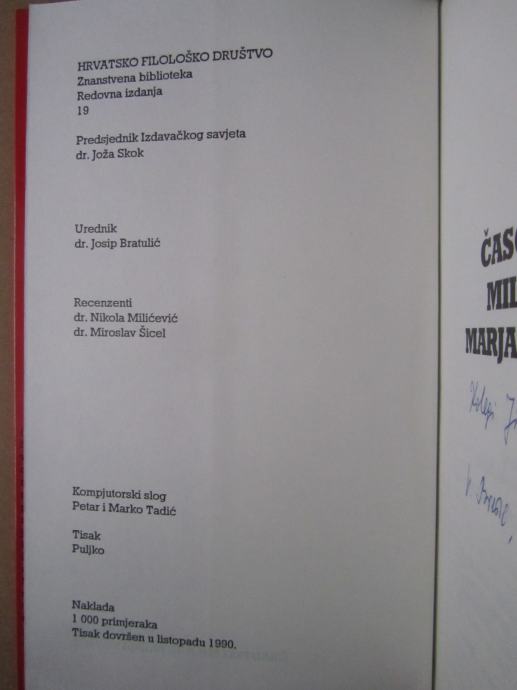 HRVATSKO FILOLOŠKO DRUŠTVO
Znanstvena biblioteka
Redovna izdanja
19
Predsjednik Izdavačkog savjeta
dr. Joža Skok
Urednik
dr. Josip Bratulić
Recenzenti
dr. Nikola Milićević
dr. Miroslav Šicel
Kompjutorski slog
Petar i Marko Tadić
Tisak
Puljko
Naklada
1 000 primjeraka
Tisak dovršen u listopadu 1990.
ČASO
MIL
MARJA
Kolegi